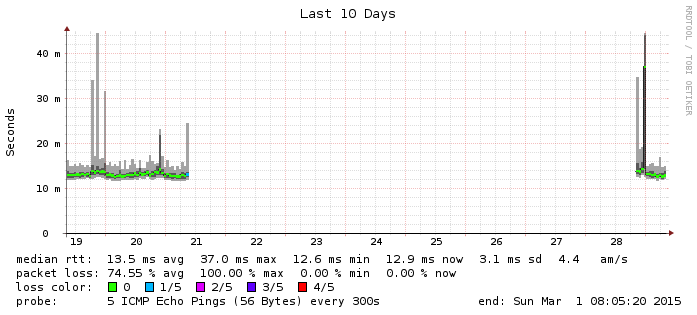 Last 10 Days
RRDTOOL / TOBI OETIKER
Seconds
40 m
30 m
20 m
10 m
0
19 20 21 22 23 24 25 26 27 28
median rtt: 13.5 ms avg 37.0 ms max 12.6 ms min 12.9 ms now 3.1 ms sd 4.4 am/s
packet loss: 74.55 % avg 100.00 % max 0.00 % min 0.00 % now
loss color: 0 1/5 2/5 3/5 4/5
probe: 5 ICMP Echo Pings (56 Bytes) every 300s end: Sun Mar 1 08:05:20 2015